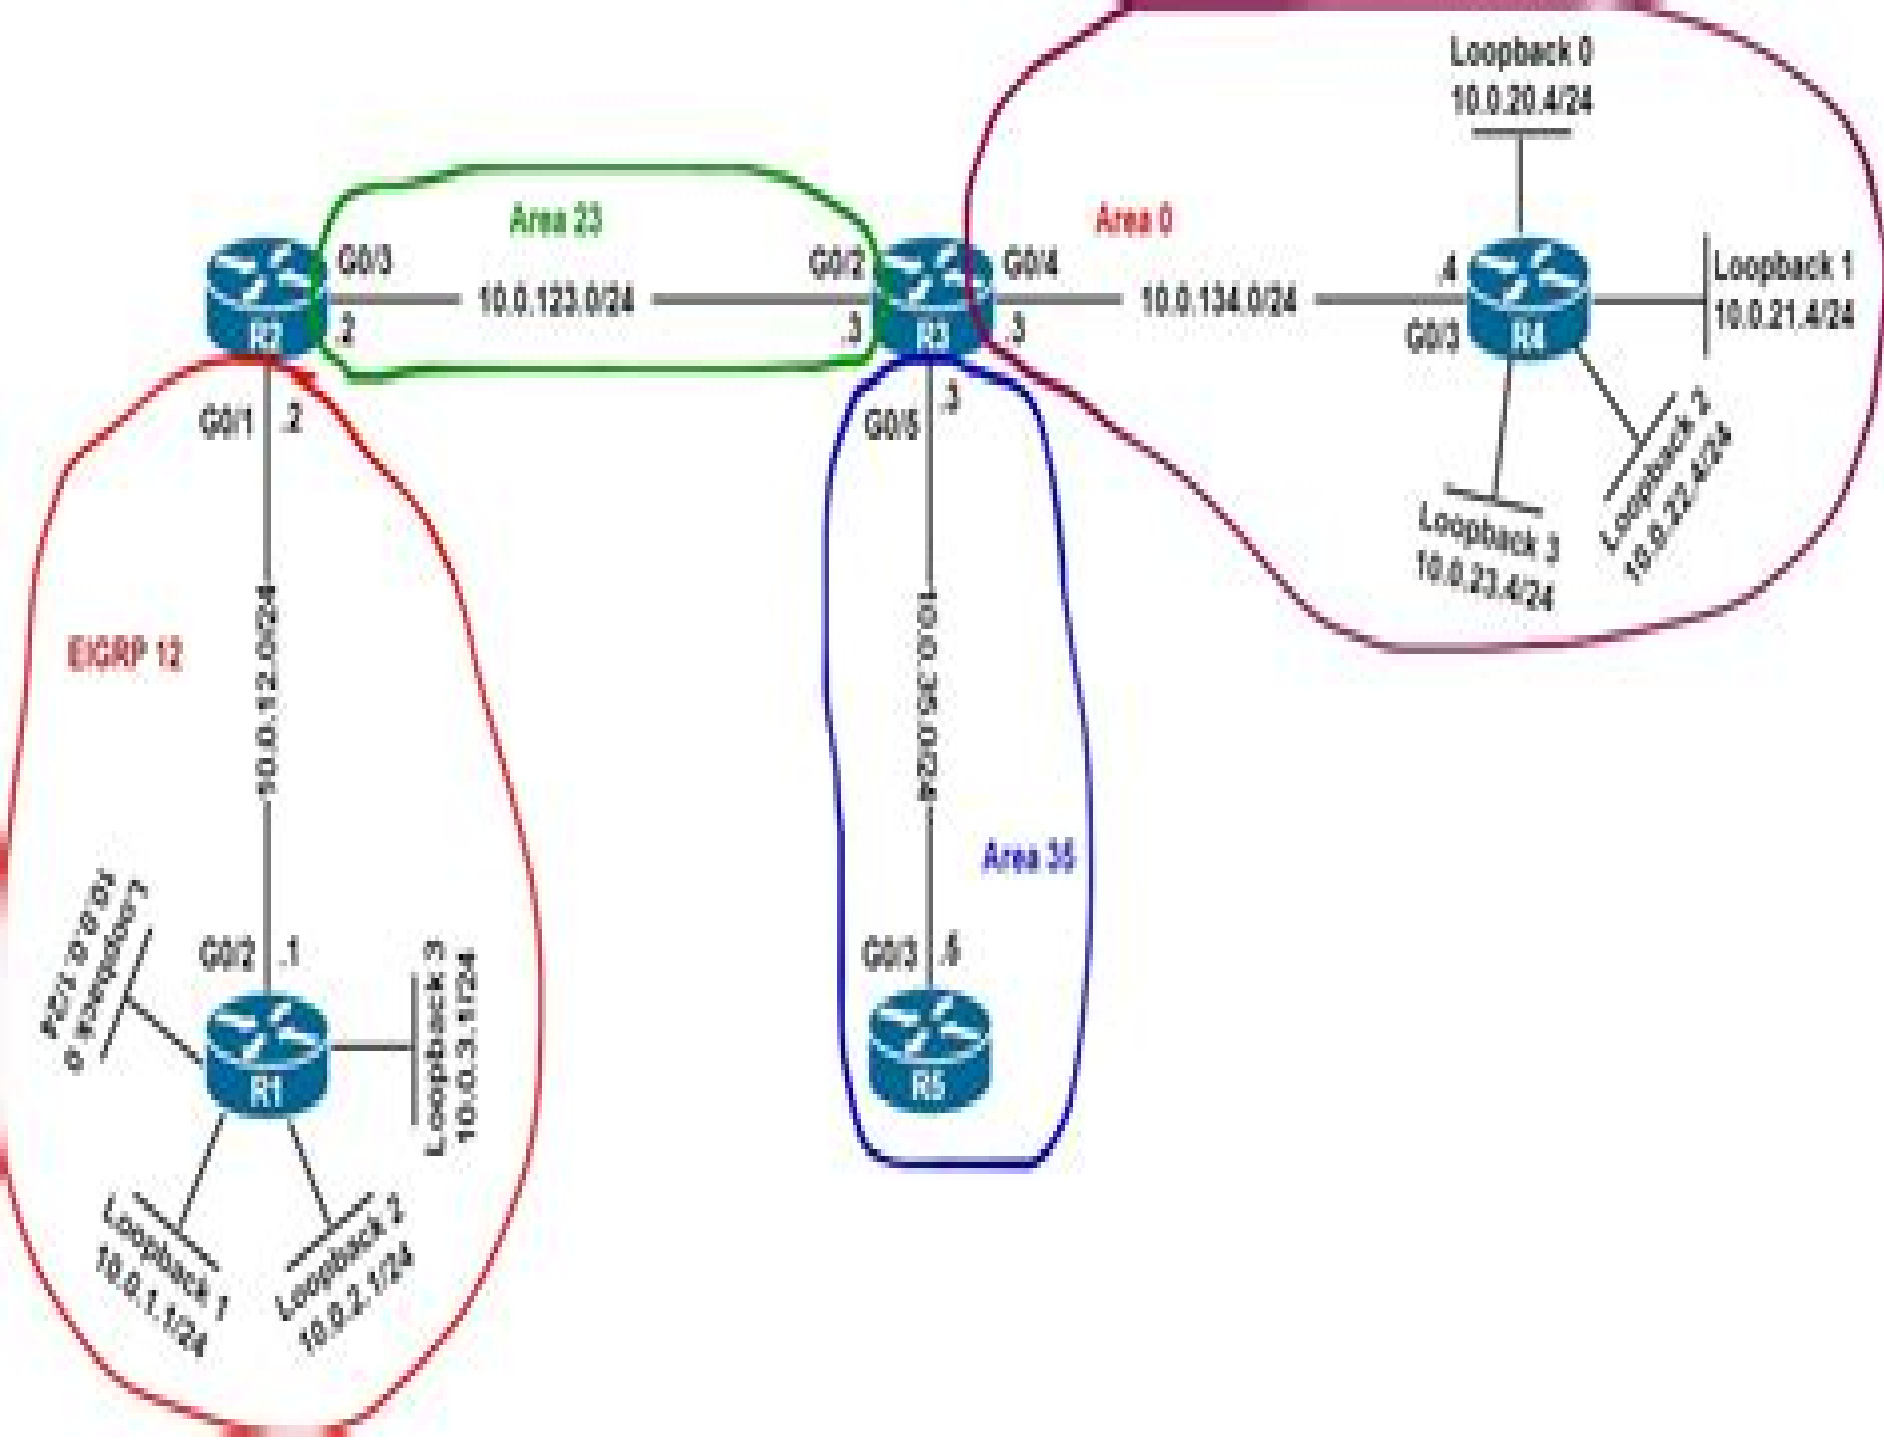 Loopback 0
10.0.20.4/24
Area 23
Area 0
G0/3
G0/2
G0/4
.4
Loopback 1
10.0.21.4/24
10.0.123.0/24
10.0.134.0/24
R2
.2
.3
R3
.3
G0/3
R4
G0/1
.2
G0/5
.3
Loopback 2
10.0.22.4/24
Loopback 3
10.0.23.4/24
EIGRP 12
10.0.12.0/24
10.0.35.0/24
Area 35
Loopback 0
10.0.0.1/24
G0/2
.1
Loopback 3
10.0.3.1/24
G0/3
.5
R1
R5
Loopback 1
10.0.1.1/24
Loopback 2
10.0.2.1/24